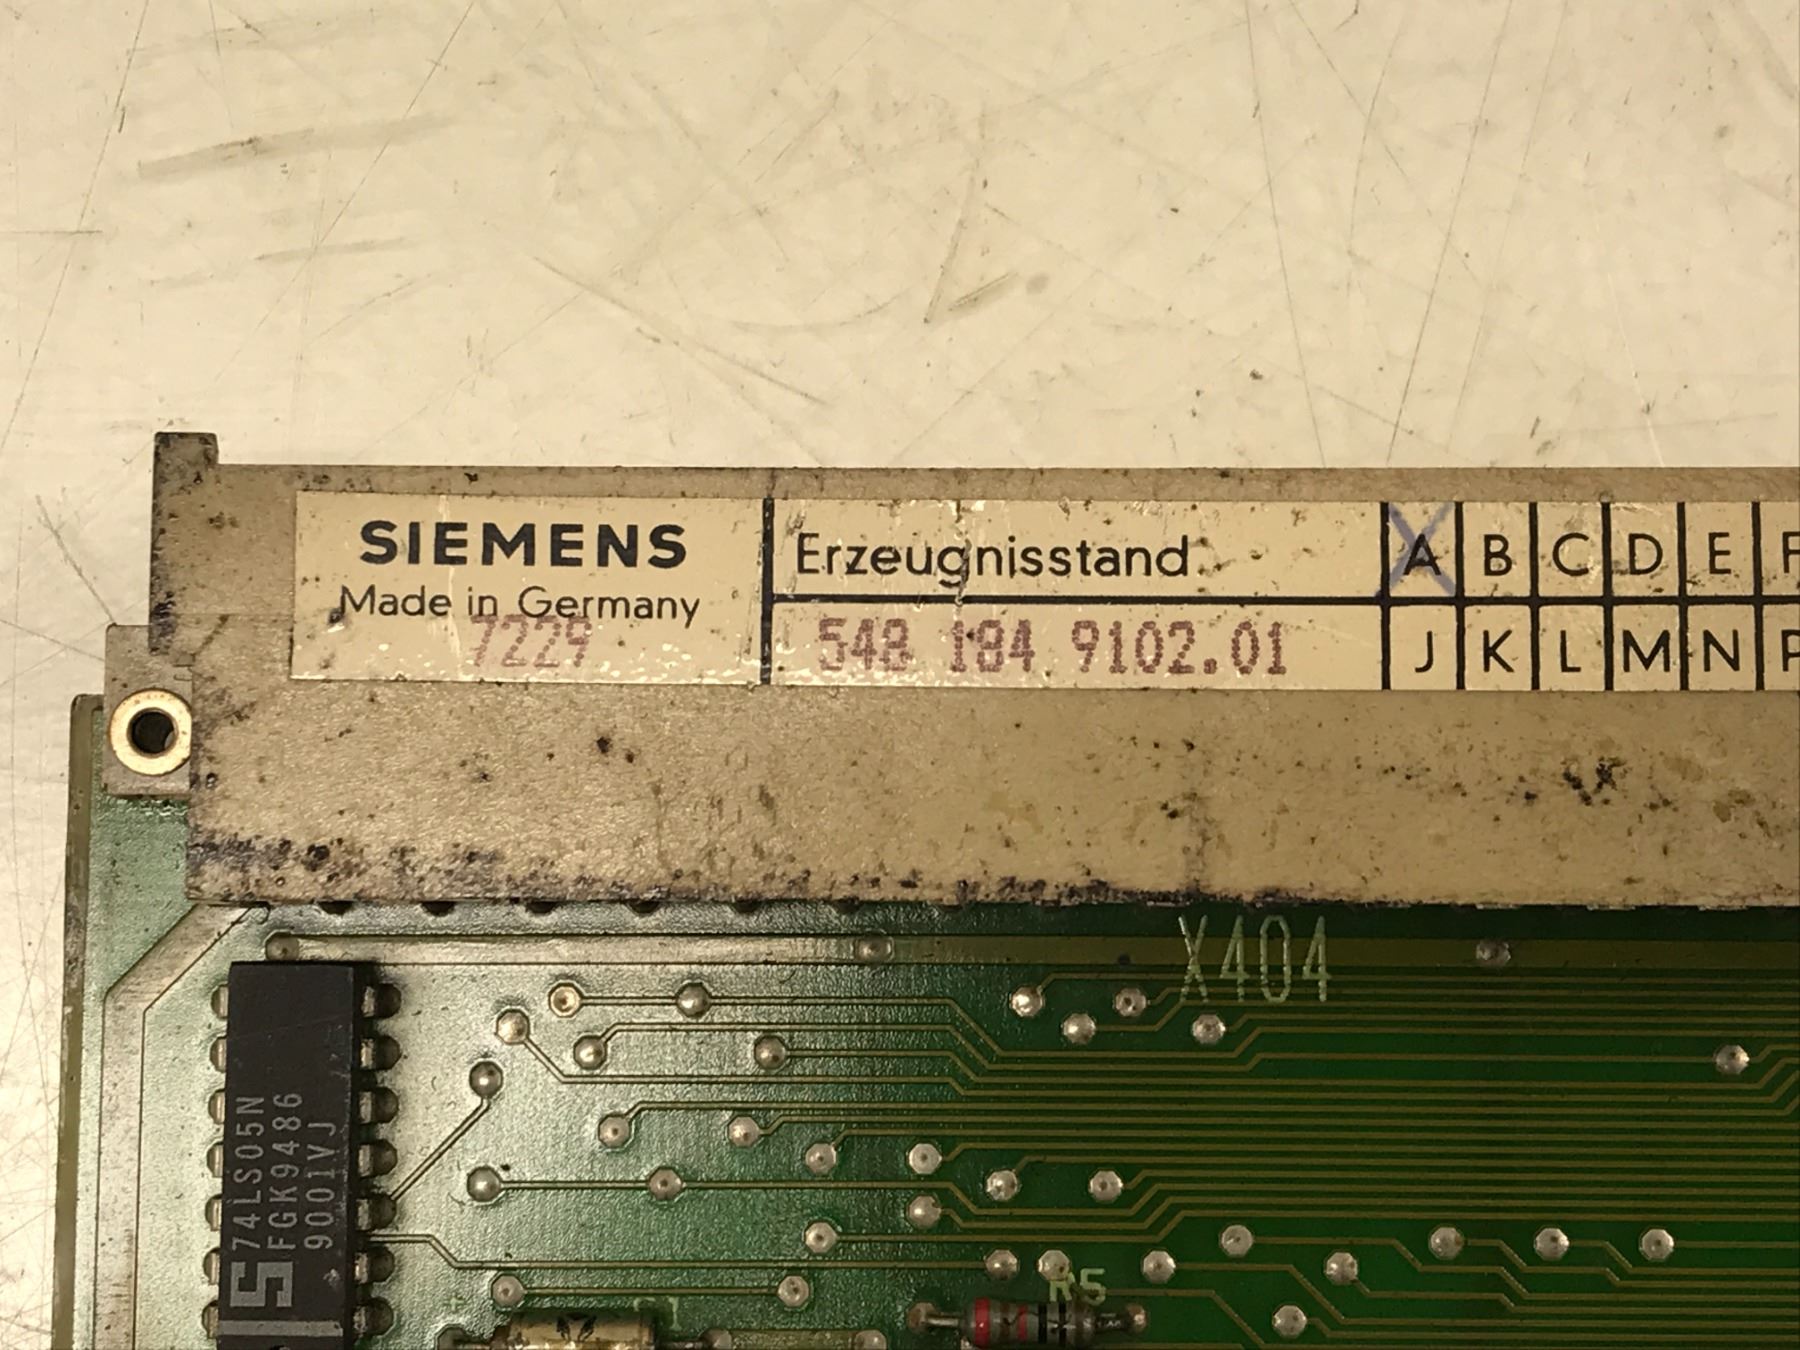 SIEMENS
Made in Germany
7229
Erzeugnisstand
A B C D E F
548 184 9102.01
J K L M N P
X404
74LS05N
FGK9486
9001VJ
R5